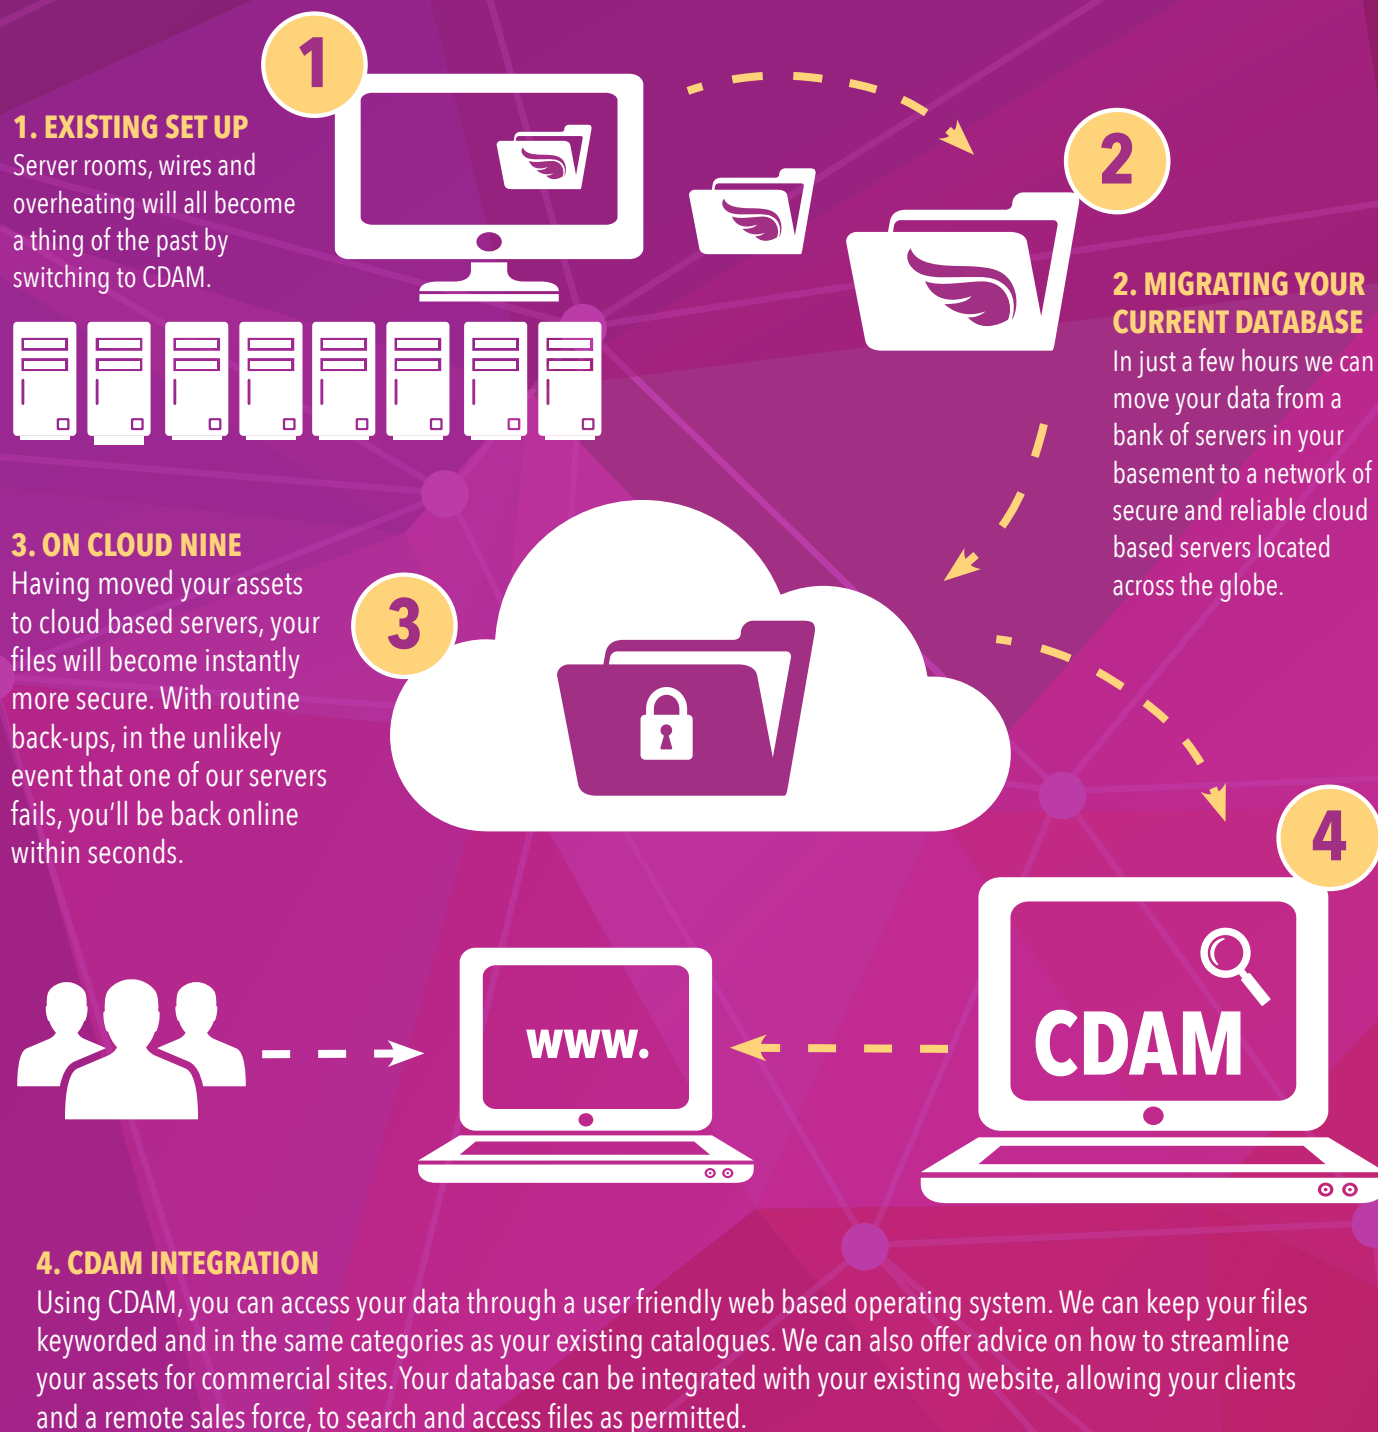 1
1. EXISTING SET UP
Server rooms, wires and
overheating will all become
a thing of the past by
switching to CDAM.
2
2. MIGRATING YOUR
CURRENT DATABASE
In just a few hours we can
move your data from a
bank of servers in your
basement to a network of
secure and reliable cloud
based servers located
across the globe.
3
3. ON CLOUD NINE
Having moved your assets
to cloud based servers, your
files will become instantly
more secure. With routine
back-ups, in the unlikely
event that one of our servers
fails, you'll be back online
within seconds.
4
www.
CDAM
4. CDAM INTEGRATION
Using CDAM, you can access your data through a user friendly web based operating system. We can keep your files
keyworded and in the same categories as your existing catalogues. We can also offer advice on how to streamline
your assets for commercial sites. Your database can be integrated with your existing website, allowing your clients
and a remote sales force, to search and access files as permitted.